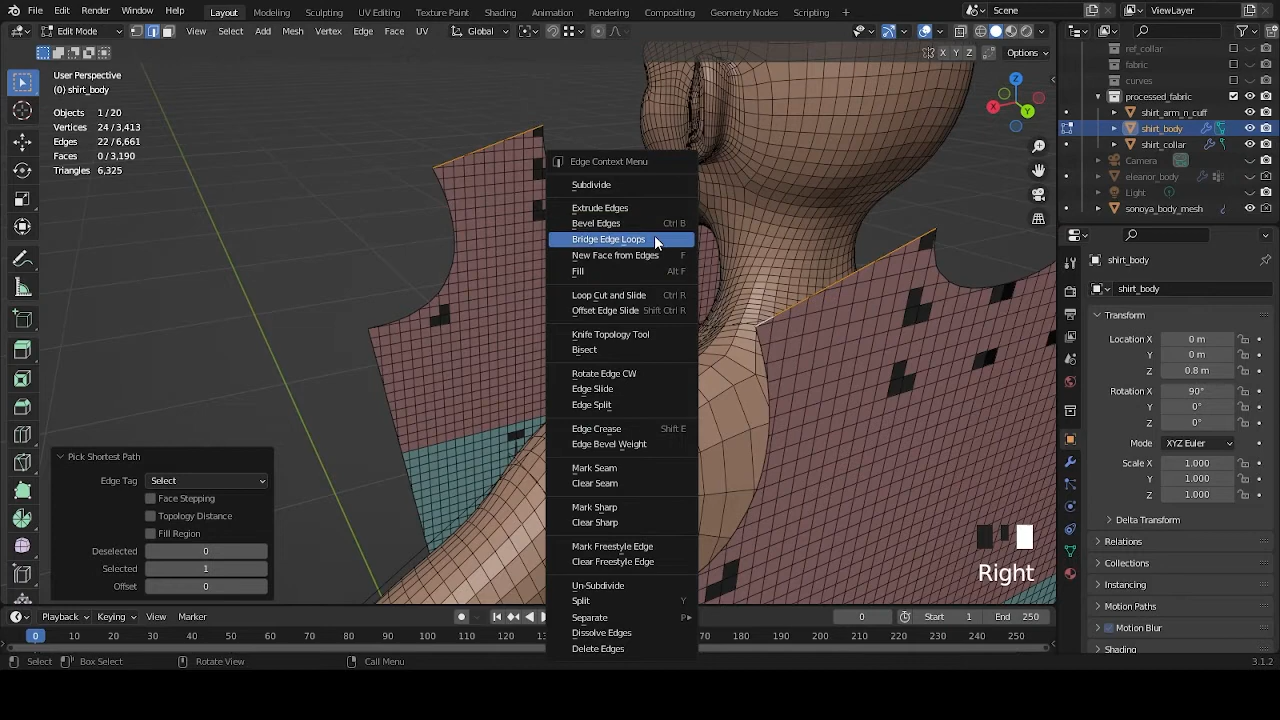 File Edit Render Window Help Layout Modeling Sculpting UV Editing Texture Paint Shading Animation Rendering Compositing Geometry Nodes Scripting + Scene ViewLayer
Edit Mode View Select Add Mesh Vertex Edge Face UV Global
X Y Z Options
User Perspective
(0) shirt_body
Objects 1/20
Vertices 24/3,413
Edges 22/6,661
Faces 0/3,190
Triangles 6,325
Z
X
Y
Edge Context Menu
Subdivide
Extrude Edges
Bevel Edges Ctrl B
Bridge Edge Loops
New Face from Edges F
Fill Alt F
Loop Cut and Slide Ctrl R
Offset Edge Slide Shift Ctrl R
Knife Topology Tool
Bisect
Rotate Edge CW
Edge Slide
Edge Split
Edge Crease Shift E
Edge Bevel Weight
Mark Seam
Clear Seam
Mark Sharp
Clear Sharp
Mark Freestyle Edge
Clear Freestyle Edge
Un-Subdivide
Split Y
Separate P
Dissolve Edges
Delete Edges
Pick Shortest Path
Edge Tag Select
Face Stepping
Topology Distance
Fill Region
Deselected 0
Selected 1
Offset 0
Right
ref_collar
fabric
curves
processed_fabric
shirt_arm_n_cuff
shirt_body
shirt_collar
Camera
eleanor_body
Light
sonoya_body_mesh
shirt_body
shirt_body
Transform
Location X 0 m
Y 0 m
Z 0.8 m
Rotation X 90°
Y 0°
Z 0°
Mode XYZ Euler
Scale X 1.000
Y 1.000
Z 1.000
Delta Transform
Relations
Collections
Instancing
Motion Paths
Motion Blur
Shading
Playback Keying View Marker 0 Start 1 End 250
0 10 20 30 40 50 60 70 80 90 100 110 120 170 180 190 200 210 220 230 240 250
Select Box Select Rotate View Call Menu 3.1.2